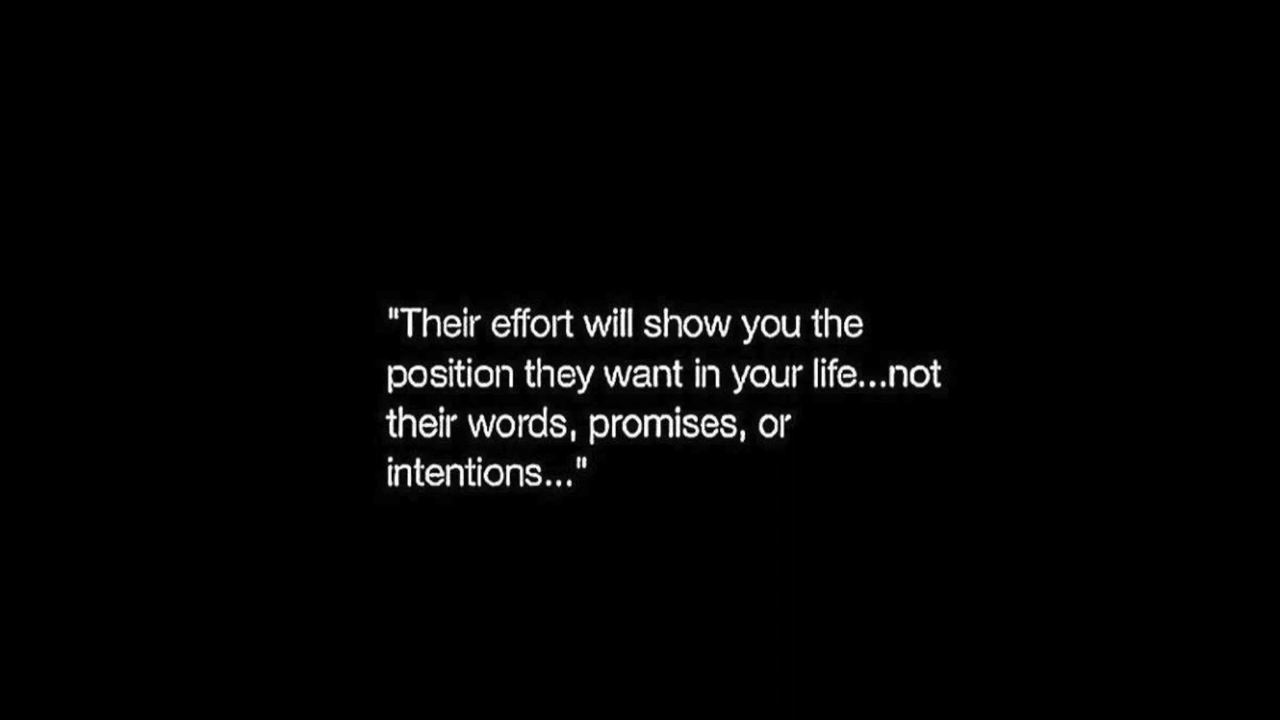 "Their effort will show you the
position they want in your life...not
their words, promises, or
intentions..."